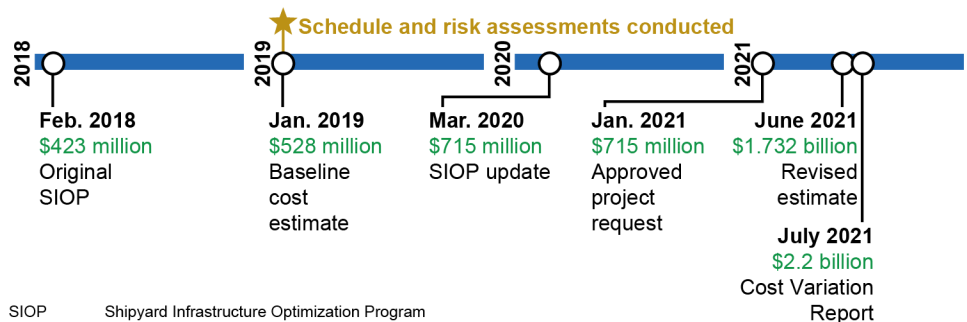 Schedule and risk assessments conducted
2018
2019
2020
2021
Feb. 2018
$423 million
Original
SIOP
Jan. 2019
$528 million
Baseline
cost
estimate
Mar. 2020
$715 million
SIOP update
Jan. 2021
$715 million
Approved
project
request
June 2021
$1.732 billion
Revised
estimate
July 2021
$2.2 billion
Cost Variation
Report
SIOP Shipyard Infrastructure Optimization Program